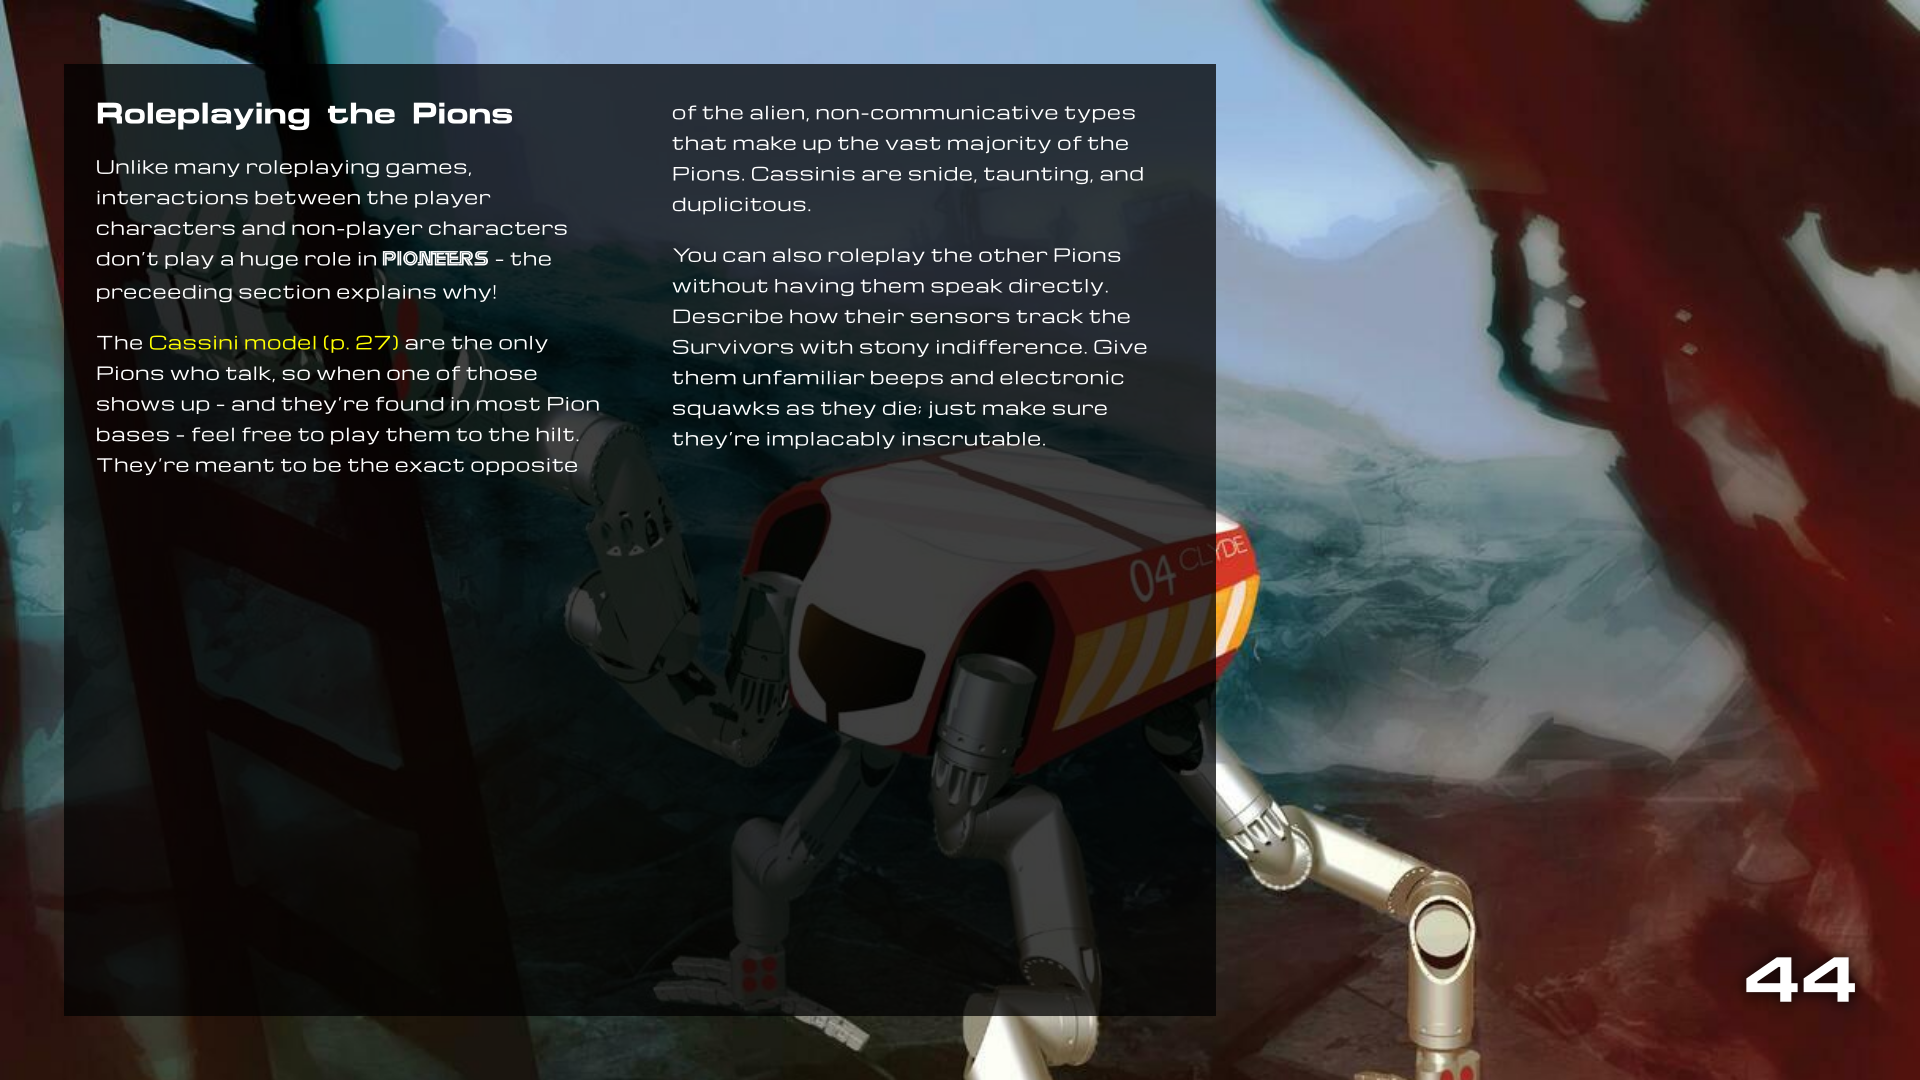 Roleplaying the Pions
Unlike many roleplaying games,
interactions between the player
characters and non-player characters
don't play a huge role in PIONEERS - the
preceeding section explains why!
The Cassini model (p. 27) are the only
Pions who talk, so when one of those
shows up - and they're found in most Pion
bases - feel free to play them to the hilt.
They're meant to be the exact opposite
of the alien, non-communicative types
that make up the vast majority of the
Pions. Cassinis are snide, taunting, and
duplicitous.
You can also roleplay the other Pions
without having them speak directly.
Describe how their sensors track the
Survivors with stony indifference. Give
them unfamiliar beeps and electronic
squawks as they die; just make sure
they're implacably inscrutable.
04 CLYDE
44